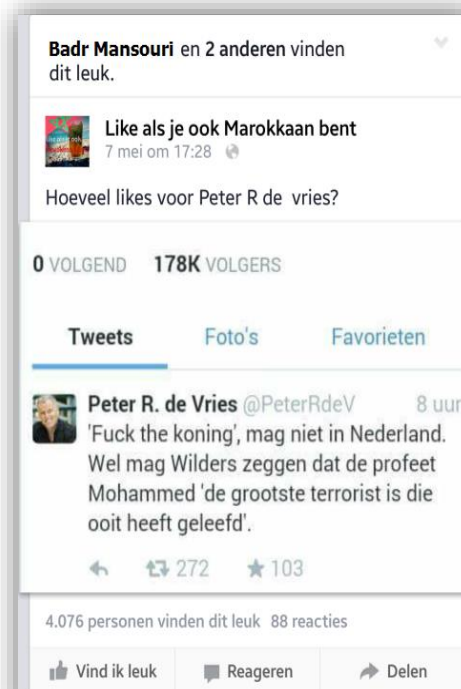 Badr Mansouri en 2 anderen vinden
dit leuk.
Like als je ook Marokkaan bent
7 mei om 17:28
Hoeveel likes voor Peter R de vries?
0 VOLGEND 178K VOLGERS
Tweets Foto's Favorieten
Peter R. de Vries @PeterRdeV 8 uur
'Fuck the koning', mag niet in Nederland.
Wel mag Wilders zeggen dat de profeet
Mohammed 'de grootste terrorist is die
ooit heeft geleefd'.
272 103
4.076 personen vinden dit leuk 88 reacties
Vind ik leuk Reageren Delen